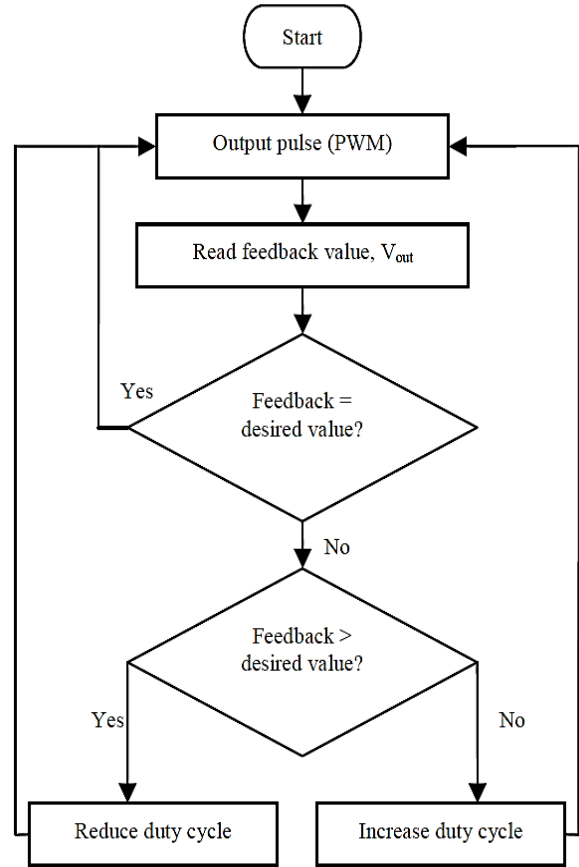 Start
Output pulse (PWM)
Read feedback value, Vout
Yes
Feedback =
desired value?
No
Feedback >
desired value?
Yes
No
Reduce duty cycle
Increase duty cycle